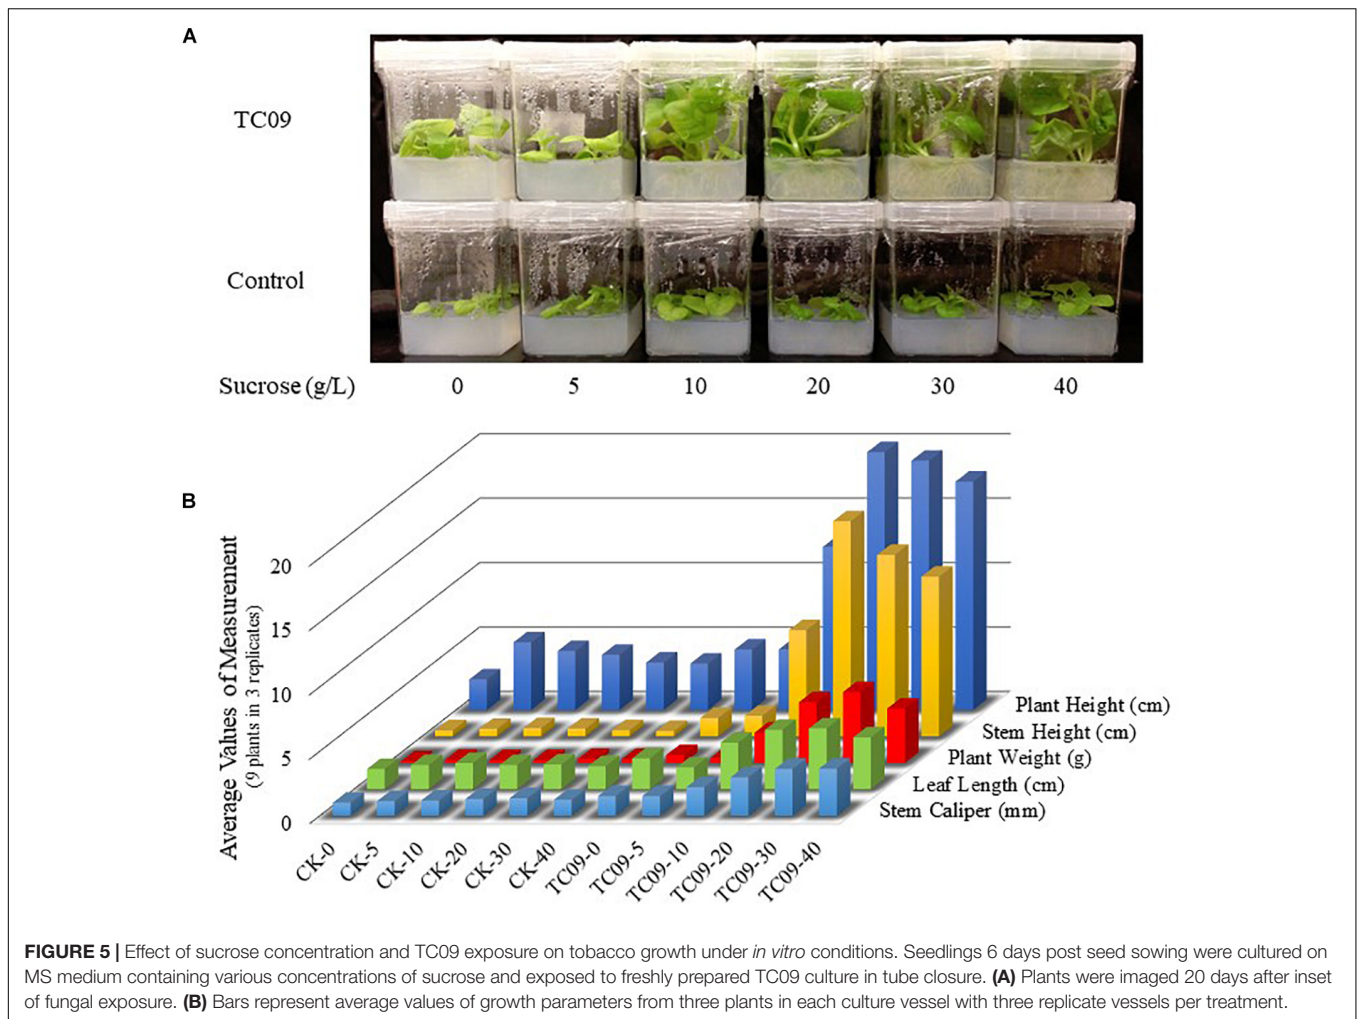 A
TC09
Control
Sucrose (g/L) 0 5 10 20 30 40
B
Average Values of Measurement
(9 plants in 3 replicates)
20
15
10
5
0
CK-0
CK-5
CK-10
CK-20
CK-30
CK-40
TC09-0
TC09-5
TC09-10
TC09-20
TC09-30
TC09-40
Plant Height (cm)
Stem Height (cm)
Plant Weight (g)
Leaf Length (cm)
Stem Caliper (mm)
FIGURE 5 | Effect of sucrose concentration and TC09 exposure on tobacco growth under in vitro conditions. Seedlings 6 days post seed sowing were cultured on
MS medium containing various concentrations of sucrose and exposed to freshly prepared TC09 culture in tube closure. (A) Plants were imaged 20 days after inset
of fungal exposure. (B) Bars represent average values of growth parameters from three plants in each culture vessel with three replicate vessels per treatment.